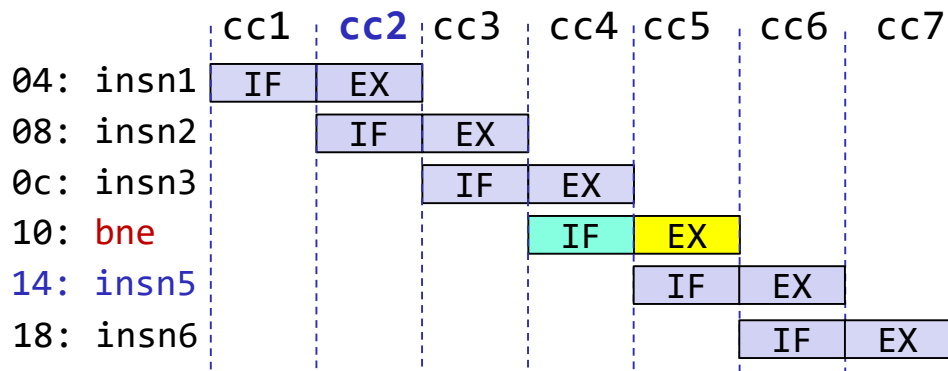 cc1 cc2 cc3 cc4 cc5 cc6 cc7
04: insn1 IF EX
08: insn2 IF EX
0c: insn3 IF EX
10: bne IF EX
14: insn5 IF EX
18: insn6 IF EX